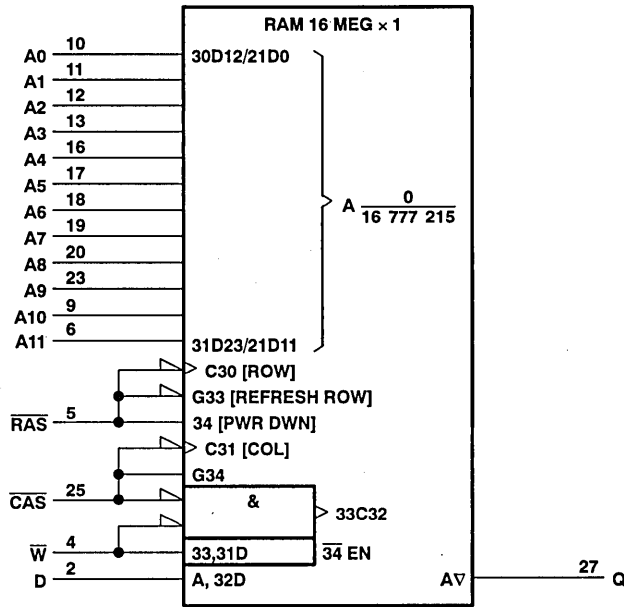 RAM 16 MEG × 1
A0 10 30D12/21D0
A1 11
A2 12
A3 13
A4 16
A5 17
A6 18
A7 19
A8 20
A9 23
A10 9
A11 6 31D23/21D11
A 0
16 777 215
C30 [ROW]
G33 [REFRESH ROW]
RAS 5 34 [PWR DWN]
C31 [COL]
G34
CAS 25 & 33C32
W 4 33,31D 34 EN
D 2 A, 32D A∇ 27 Q